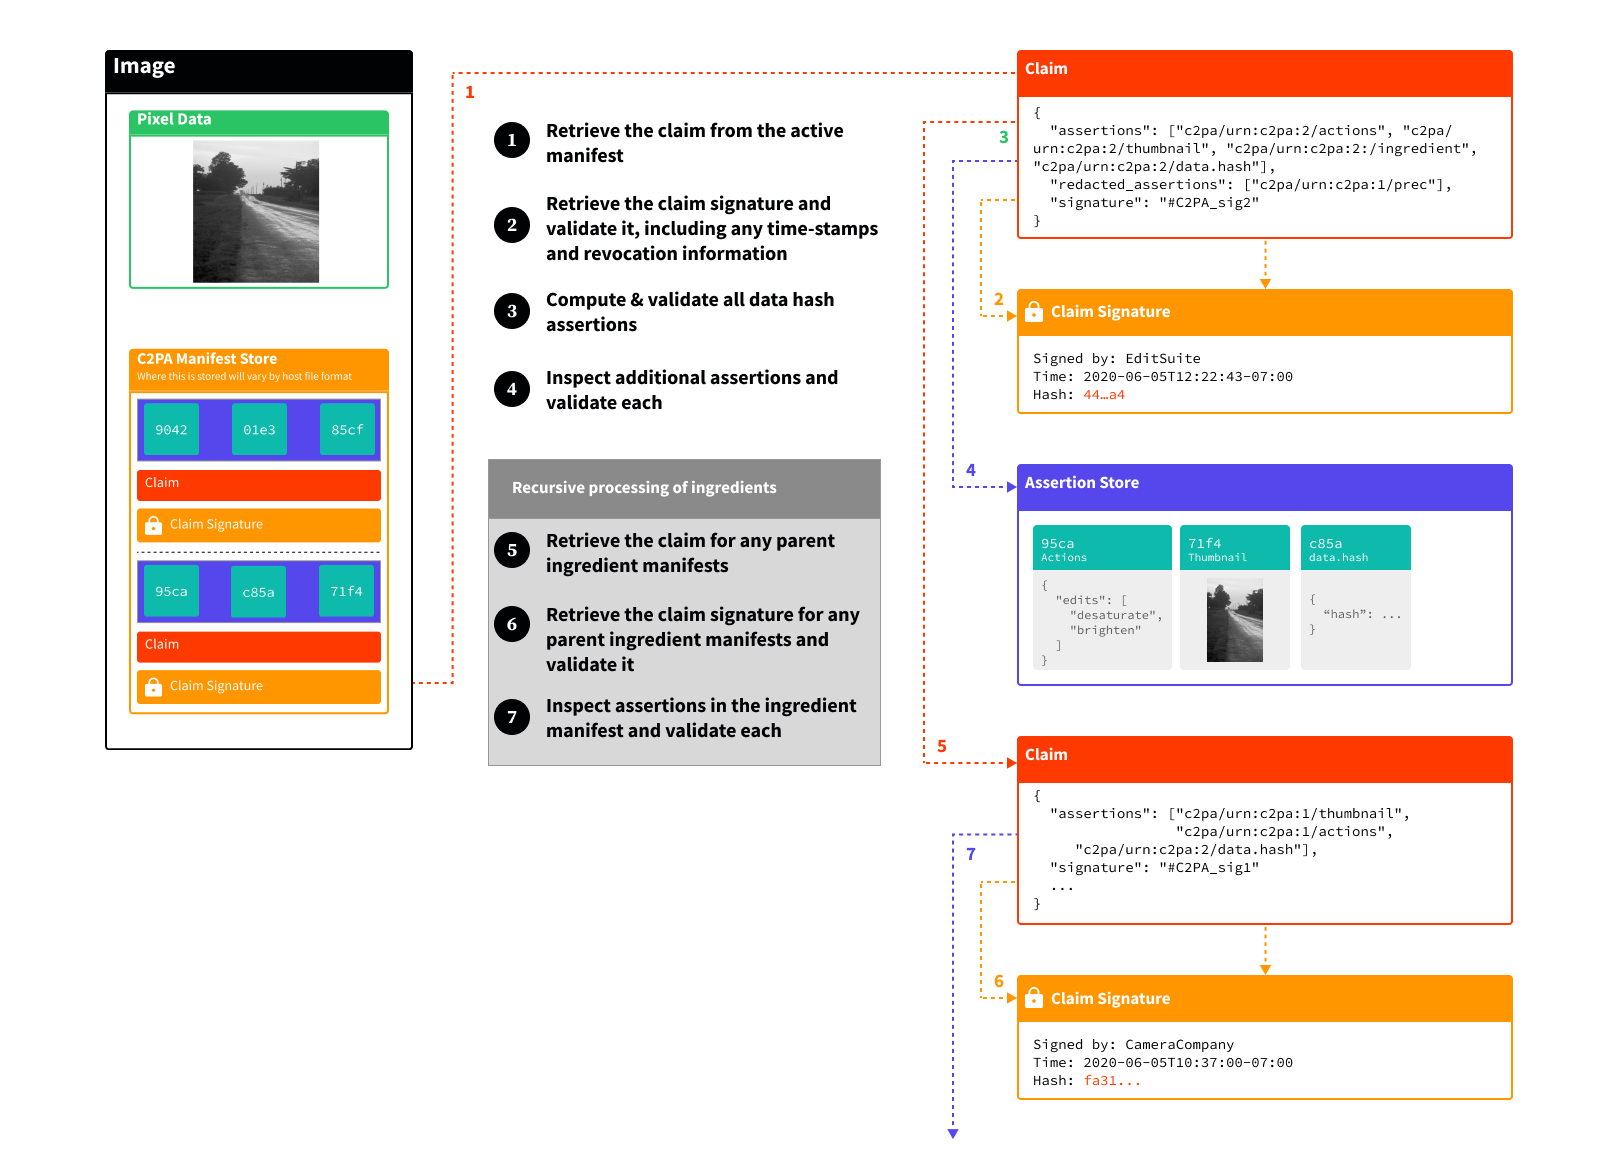 Image
Pixel Data
C2PA Manifest Store
Where this is stored will vary by host file format
9042
01e3
85cf
Claim
Claim Signature
95ca
c85a
71f4
Claim
Claim Signature
1
1
Retrieve the claim from the active
manifest
2
Retrieve the claim signature and
validate it, including any time-stamps
and revocation information
3
Compute & validate all data hash
assertions
4
Inspect additional assertions and
validate each
Recursive processing of ingredients
5
Retrieve the claim for any parent
ingredient manifests
6
Retrieve the claim signature for any
parent ingredient manifests and
validate it
7
Inspect assertions in the ingredient
manifest and validate each
Claim
3
{
"assertions": ["c2pa/urn:c2pa:2/actions", "c2pa/
urn:c2pa:2/thumbnail", "c2pa/urn:c2pa:2:/ingredient",
"c2pa/urn:c2pa:2/data.hash"],
"redacted_assertions": ["c2pa/urn:c2pa:1/prec"],
"signature": "#C2PA_sig2"
}
2
Claim Signature
Signed by: EditSuite
Time: 2020-06-05T12:22:43-07:00
Hash: 44…a4
4
Assertion Store
95ca
Actions
{
"edits": [
"desaturate",
"brighten"
]
}
71f4
Thumbnail
c85a
data.hash
{
“hash”: ...
}
5
Claim
{
"assertions": ["c2pa/urn:c2pa:1/thumbnail",
"c2pa/urn:c2pa:1/actions",
"c2pa/urn:c2pa:2/data.hash"],
"signature": "#C2PA_sig1"
...
}
7
6
Claim Signature
Signed by: CameraCompany
Time: 2020-06-05T10:37:00-07:00
Hash: fa31...